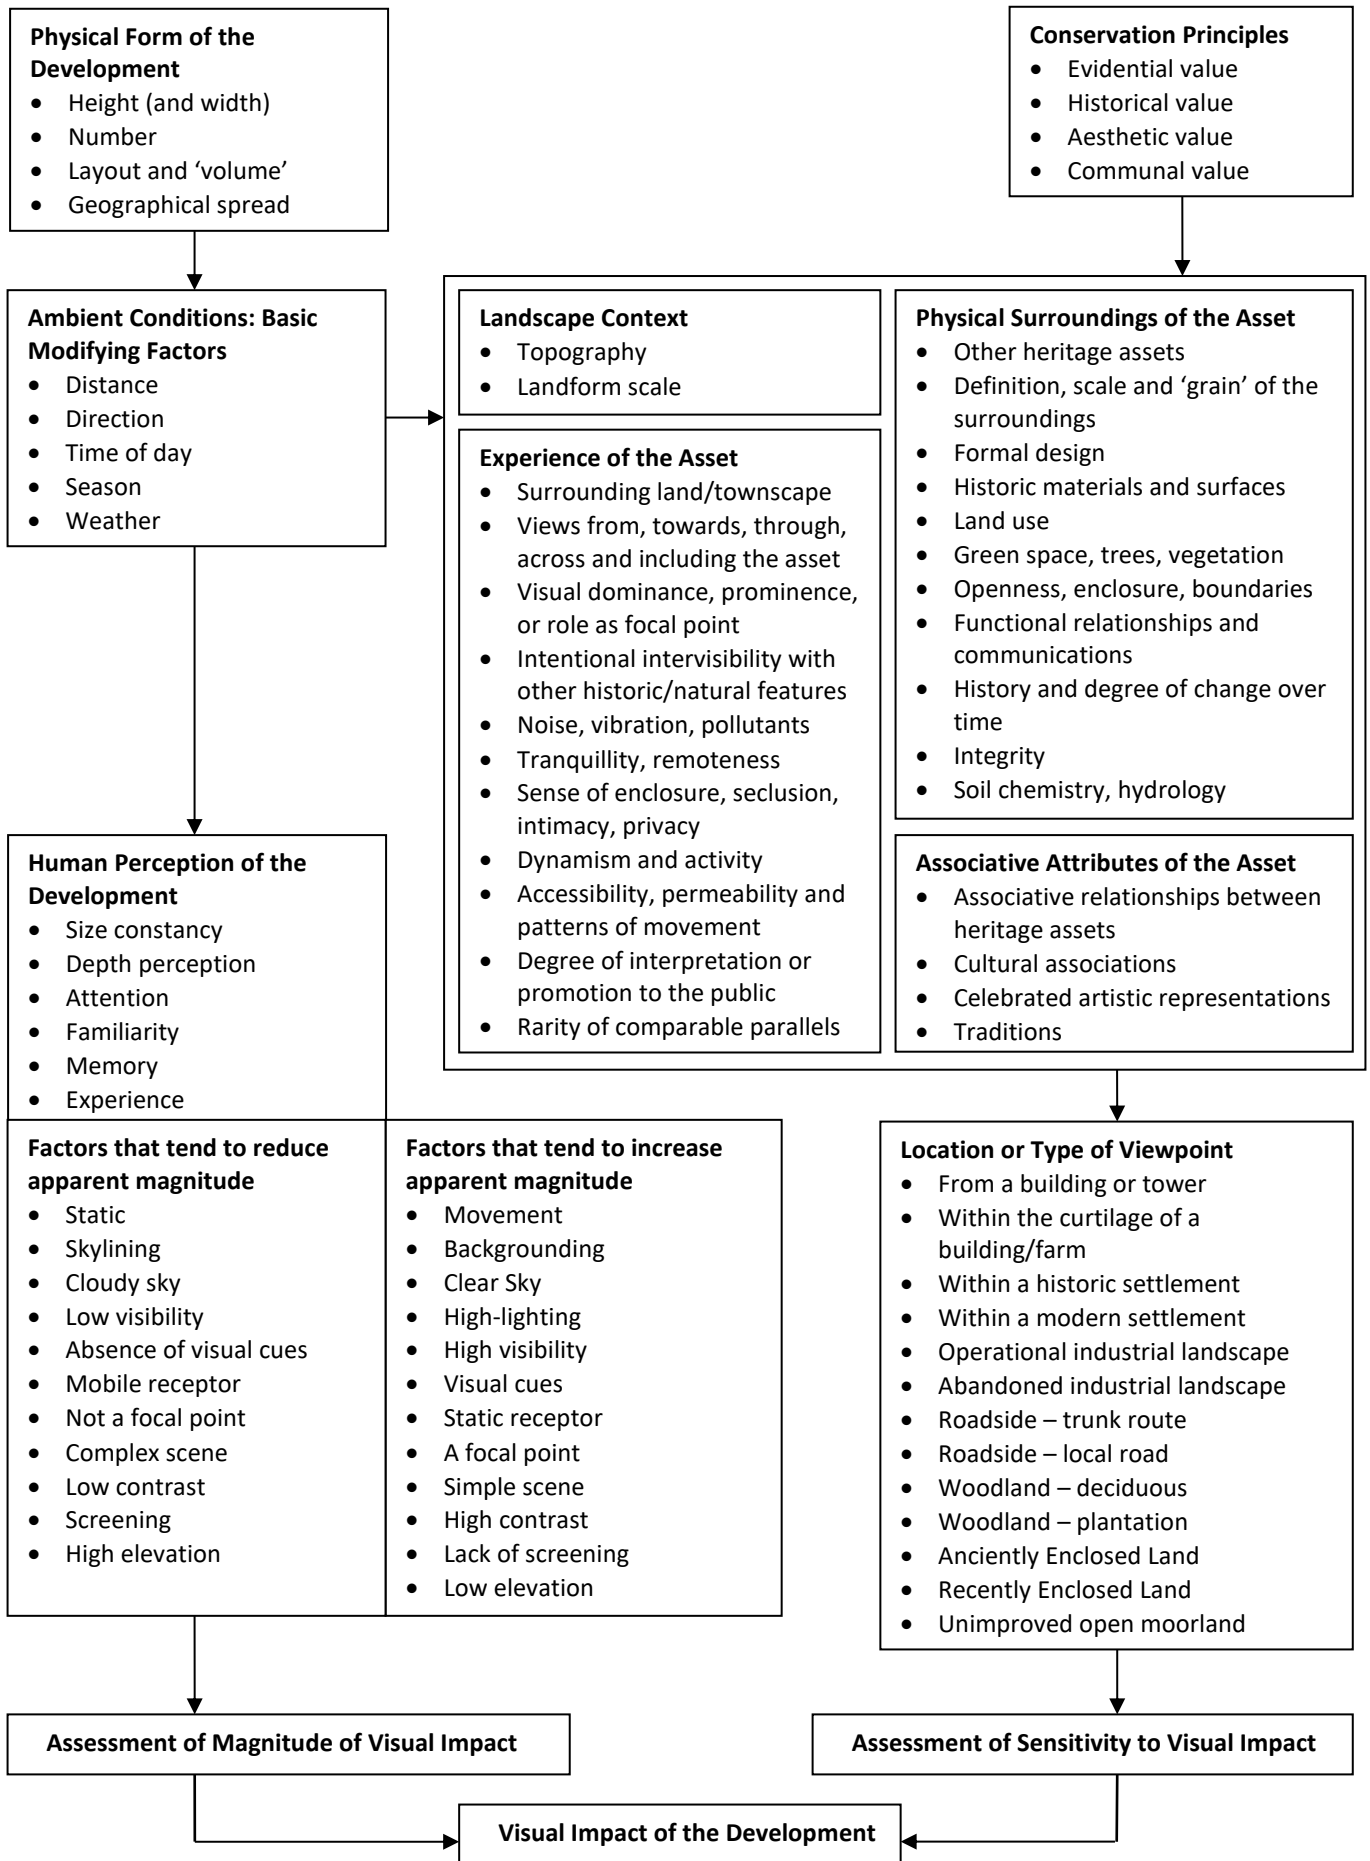 Physical Form of the
Development
• Height (and width)
• Number
• Layout and ‘volume’
• Geographical spread
Conservation Principles
• Evidential value
• Historical value
• Aesthetic value
• Communal value
Ambient Conditions: Basic
Modifying Factors
• Distance
• Direction
• Time of day
• Season
• Weather
Landscape Context
• Topography
• Landform scale
Experience of the Asset
• Surrounding land/townscape
• Views from, towards, through,
across and including the asset
• Visual dominance, prominence,
or role as focal point
• Intentional intervisibility with
other historic/natural features
• Noise, vibration, pollutants
• Tranquillity, remoteness
• Sense of enclosure, seclusion,
intimacy, privacy
• Dynamism and activity
• Accessibility, permeability and
patterns of movement
• Degree of interpretation or
promotion to the public
• Rarity of comparable parallels
Physical Surroundings of the Asset
• Other heritage assets
• Definition, scale and ‘grain’ of the
surroundings
• Formal design
• Historic materials and surfaces
• Land use
• Green space, trees, vegetation
• Openness, enclosure, boundaries
• Functional relationships and
communications
• History and degree of change over
time
• Integrity
• Soil chemistry, hydrology
Associative Attributes of the Asset
• Associative relationships between
heritage assets
• Cultural associations
• Celebrated artistic representations
• Traditions
Human Perception of the
Development
• Size constancy
• Depth perception
• Attention
• Familiarity
• Memory
• Experience
Factors that tend to reduce
apparent magnitude
• Static
• Skylining
• Cloudy sky
• Low visibility
• Absence of visual cues
• Mobile receptor
• Not a focal point
• Complex scene
• Low contrast
• Screening
• High elevation
Factors that tend to increase
apparent magnitude
• Movement
• Backgrounding
• Clear Sky
• High-lighting
• High visibility
• Visual cues
• Static receptor
• A focal point
• Simple scene
• High contrast
• Lack of screening
• Low elevation
Location or Type of Viewpoint
• From a building or tower
• Within the curtilage of a
building/farm
• Within a historic settlement
• Within a modern settlement
• Operational industrial landscape
• Abandoned industrial landscape
• Roadside – trunk route
• Roadside – local road
• Woodland – deciduous
• Woodland – plantation
• Anciently Enclosed Land
• Recently Enclosed Land
• Unimproved open moorland
Assessment of Magnitude of Visual Impact
Assessment of Sensitivity to Visual Impact
Visual Impact of the Development